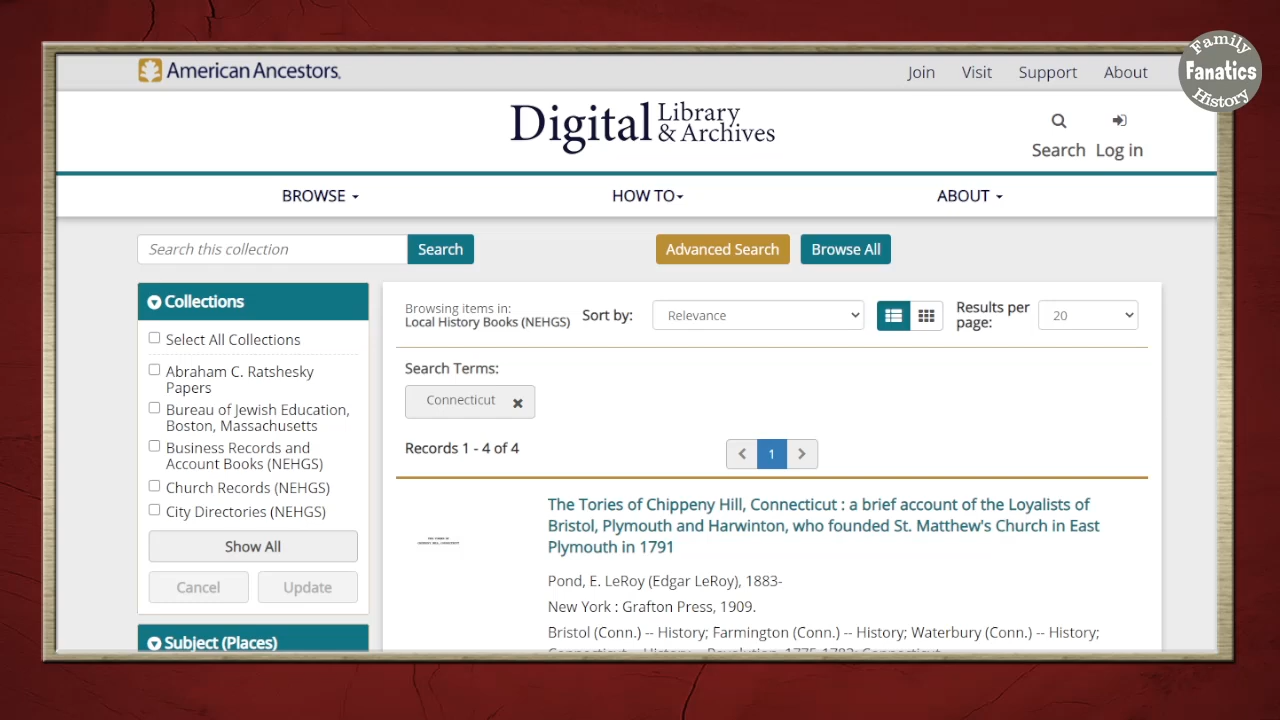 Family
Fanatics
History
American Ancestors.
Join Visit Support About
Digital Library & Archives
Search Log in
BROWSE HOW TO ABOUT
Search this collection Search Advanced Search Browse All
Collections
Select All Collections
Abraham C. Ratshesky
Papers
Bureau of Jewish Education,
Boston, Massachusetts
Business Records and
Account Books (NEHGS)
Church Records (NEHGS)
City Directories (NEHGS)
Show All
Cancel Update
Subject (Places)
Browsing items in:
Local History Books (NEHGS)
Sort by: Relevance
Results per
page: 20
Search Terms:
Connecticut
Records 1 - 4 of 4
1
The Tories of Chippeny Hill, Connecticut : a brief account of the Loyalists of
Bristol, Plymouth and Harwinton, who founded St. Matthew's Church in East
Plymouth in 1791
Pond, E. LeRoy (Edgar LeRoy), 1883-
New York : Grafton Press, 1909.
Bristol (Conn.) -- History; Farmington (Conn.) -- History; Waterbury (Conn.) -- History;